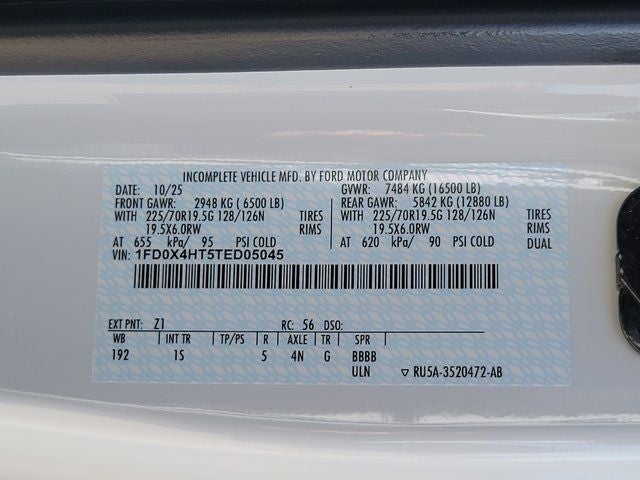 INCOMPLETE VEHICLE MFD. BY FORD MOTOR COMPANY
DATE: 10/25 GVWR: 7484 KG (16500 LB)
FRONT GAWR: 2948 KG ( 6500 LB) REAR GAWR: 5842 KG (12880 LB)
WITH 225/70R19.5G 128/126N TIRES WITH 225/70R19.5G 128/126N TIRES
19.5X6.0RW RIMS 19.5X6.0RW RIMS
AT 655 kPa/ 95 PSI COLD AT 620 kPa/ 90 PSI COLD DUAL
VIN: 1FD0X4HT5TED05045
EXT PNT: Z1 RC: 56 DSO:
WB INT TR TP/PS R AXLE TR SPR
192 1S 5 4N G BBBB
ULN ▽ RU5A-3520472-AB